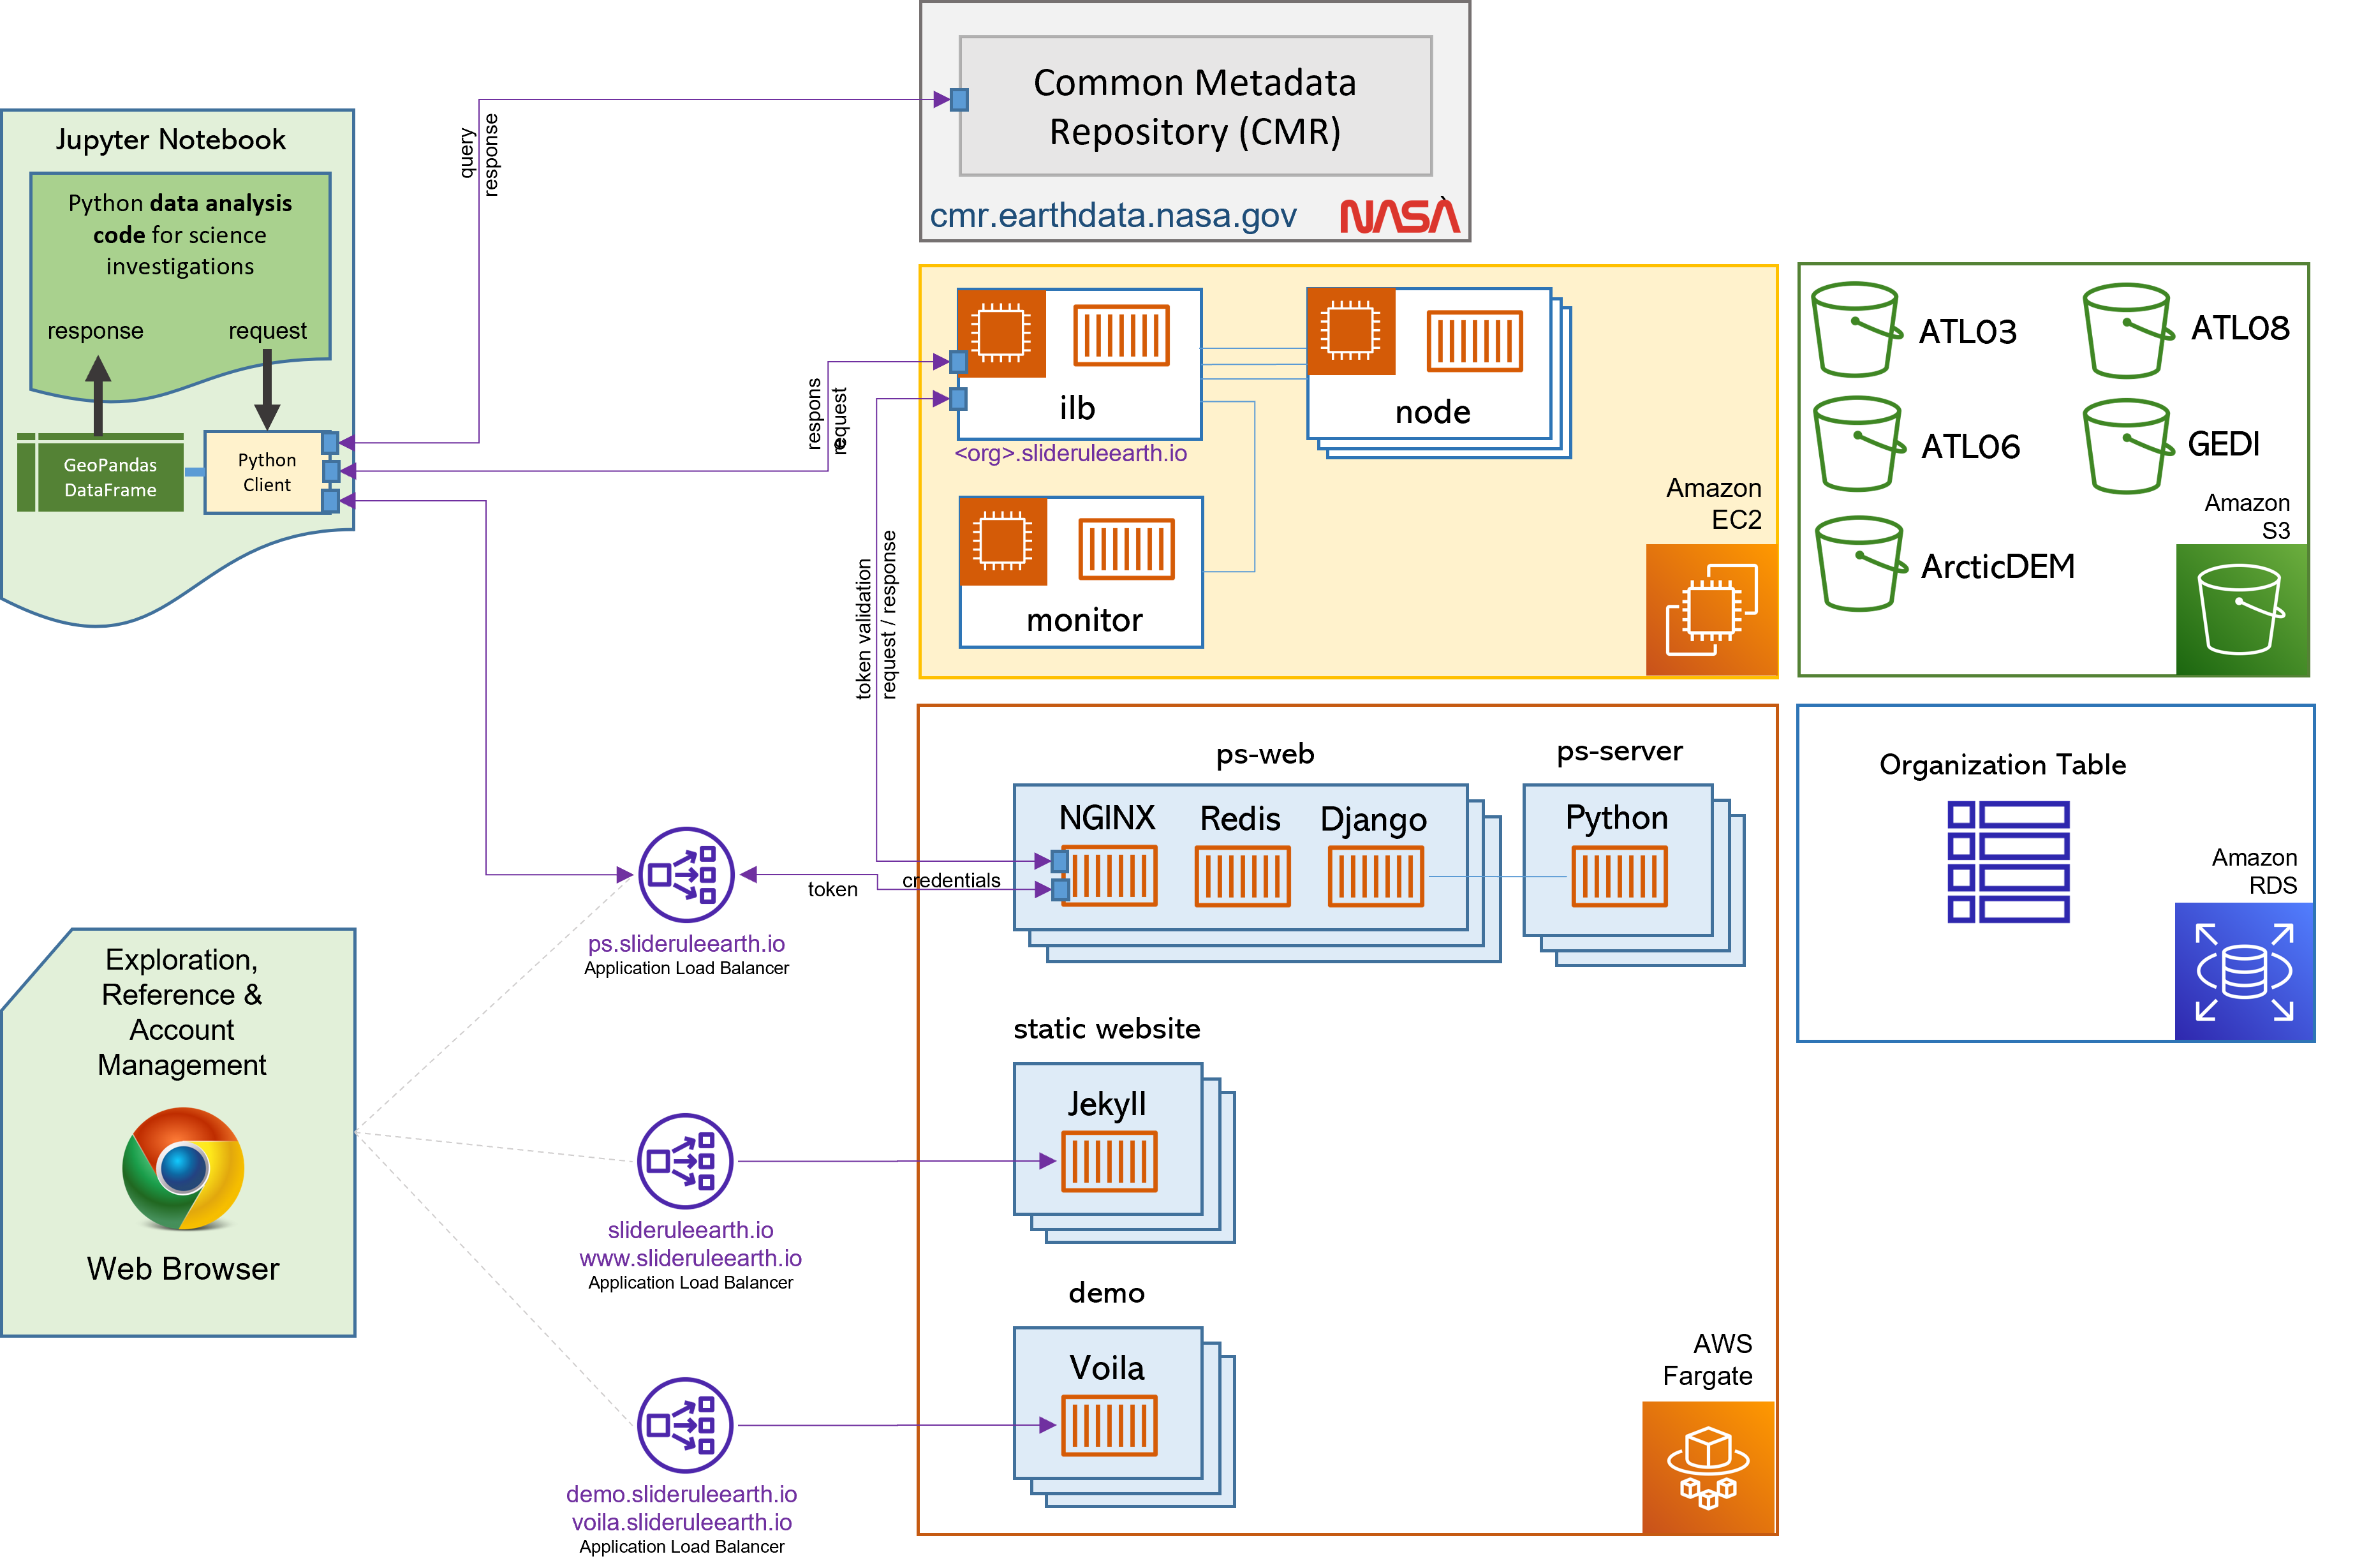 Common Metadata
Repository (CMR)
cmr.earthdata.nasa.gov
NASA
Jupyter Notebook
Python data analysis
code for science
investigations
response
request
GeoPandas
DataFrame
Python
Client
query
response
respons
e
request
token validation
request / response
ilb
<org>.slideruleearth.io
node
monitor
Amazon
EC2
ATL03
ATL08
ATL06
GEDI
ArcticDEM
Amazon
S3
ps-web
ps-server
NGINX
Redis
Django
Python
token
credentials
ps.slideruleearth.io
Application Load Balancer
Organization Table
Amazon
RDS
Exploration,
Reference &
Account
Management
Web Browser
static website
Jekyll
slideruleearth.io
www.slideruleearth.io
Application Load Balancer
demo
Voila
demo.slideruleearth.io
voila.slideruleearth.io
Application Load Balancer
AWS
Fargate